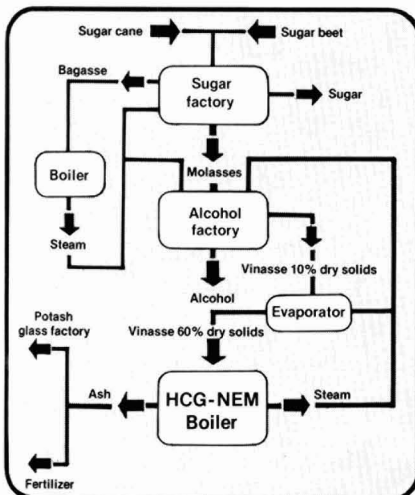 Sugar cane
Sugar beet
Bagasse
Sugar
factory
Sugar
Boiler
Molasses
Steam
Alcohol
factory
Vinasse 10% dry solids
Alcohol
Evaporator
Potash
glass factory
Vinasse 60% dry solids
Ash
HCG-NEM
Boiler
Steam
Fertilizer